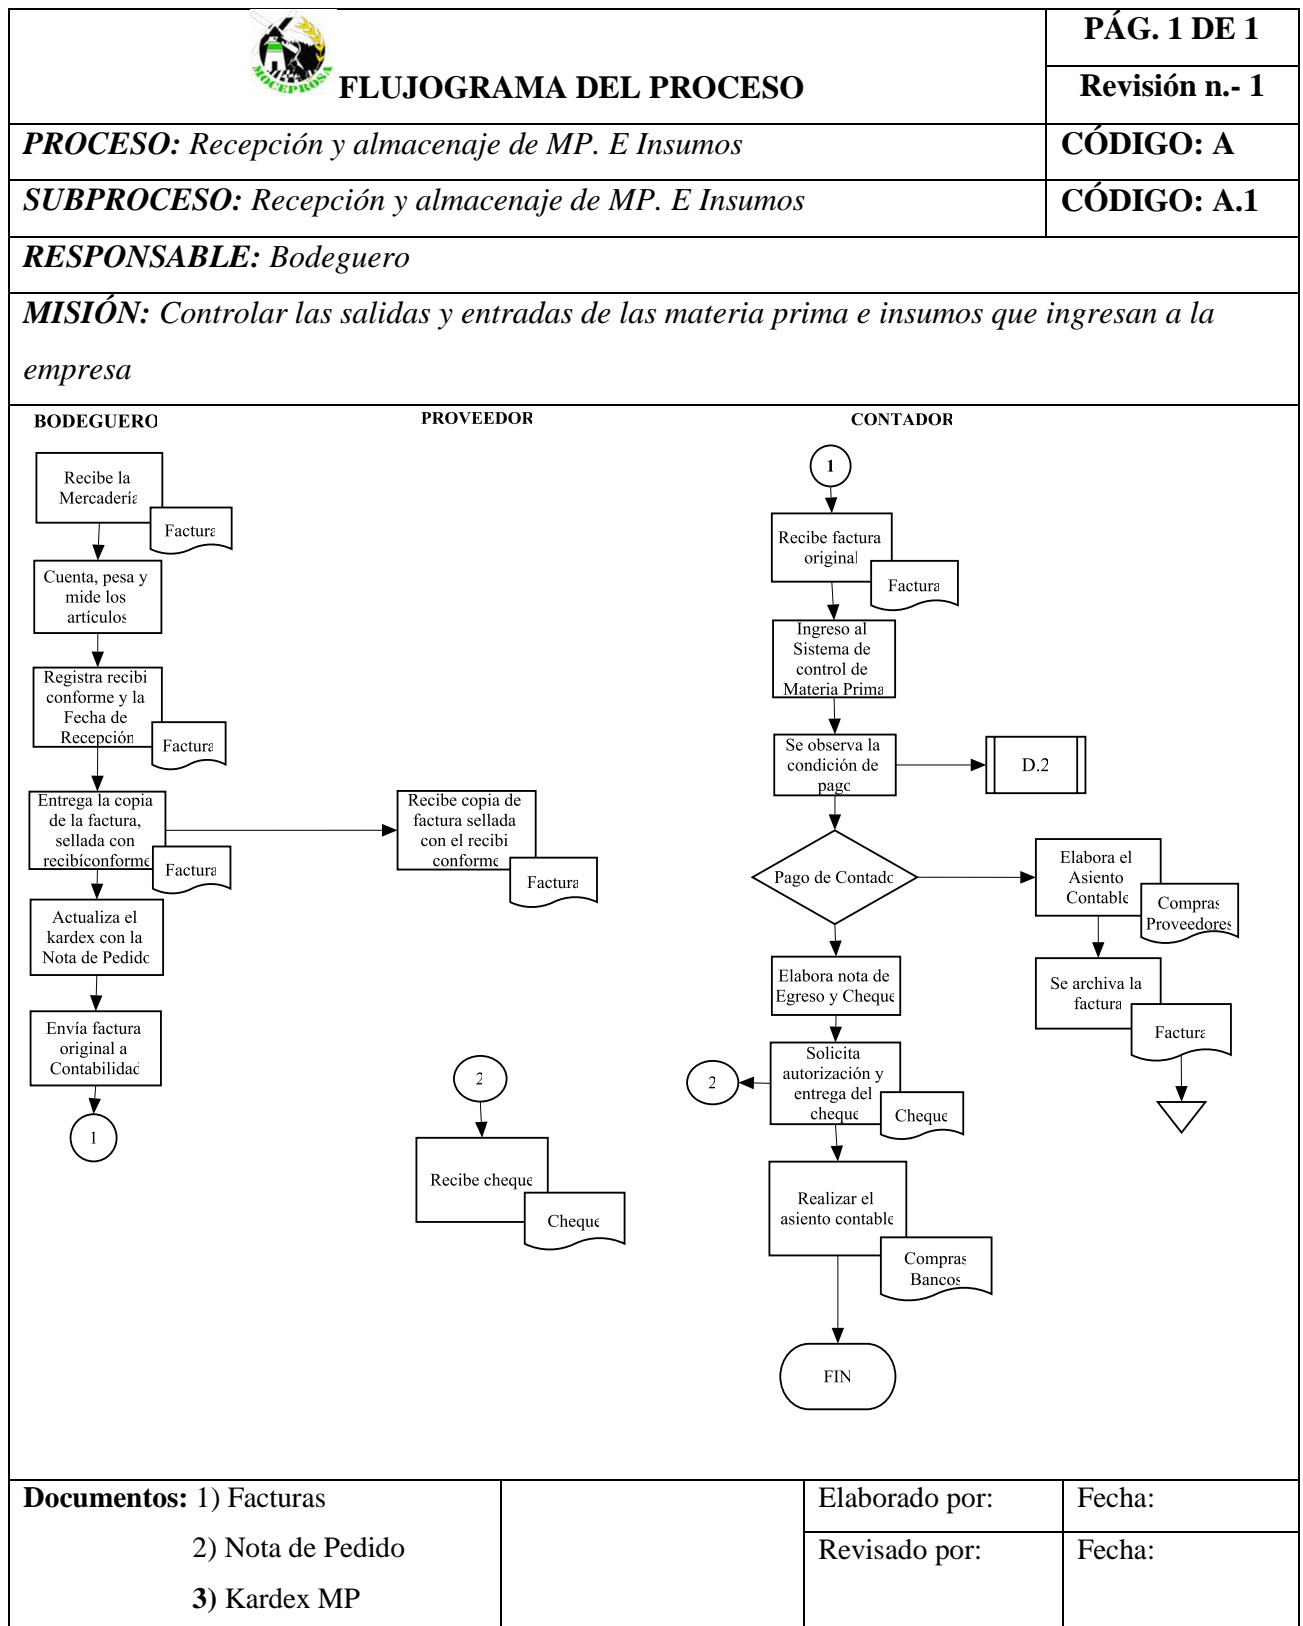 PÁG. 1 DE 1
MOCEPROSA
FLUJOGRAMA DEL PROCESO
Revisión n.- 1
PROCESO: Recepción y almacenaje de MP. E Insumos
CÓDIGO: A
SUBPROCESO: Recepción y almacenaje de MP. E Insumos
CÓDIGO: A.1
RESPONSABLE: Bodeguero
MISIÓN: Controlar las salidas y entradas de las materia prima e insumos que ingresan a la
empresa
BODEGUERO
Recibe la
Mercadería
Factura
Cuenta, pesa y
mide los
artículos
Registra recibi
conforme y la
Fecha de
Recepción
Factura
Entrega la copia
de la factura,
sellada con
recibíconforme
Factura
Actualiza el
kardex con la
Nota de Pedido
Envía factura
original a
Contabilidad
1
PROVEEDOR
Recibe copia de
factura sellada
con el recibi
conforme
Factura
2
Recibe cheque
Cheque
CONTADOR
1
Recibe factura
original
Factura
Ingreso al
Sistema de
control de
Materia Prima
Se observa la
condición de
pago
D.2
Pago de Contado
Elabora el
Asiento
Contable
Compras
Proveedores
Se archiva la
factura
Factura
Elabora nota de
Egreso y Cheque
Solicita
autorización y
entrega del
cheque
Cheque
2
Realizar el
asiento contable
Compras
Bancos
FIN
Documentos: 1) Facturas
2) Nota de Pedido
3) Kardex MP
Elaborado por:
Fecha:
Revisado por:
Fecha: